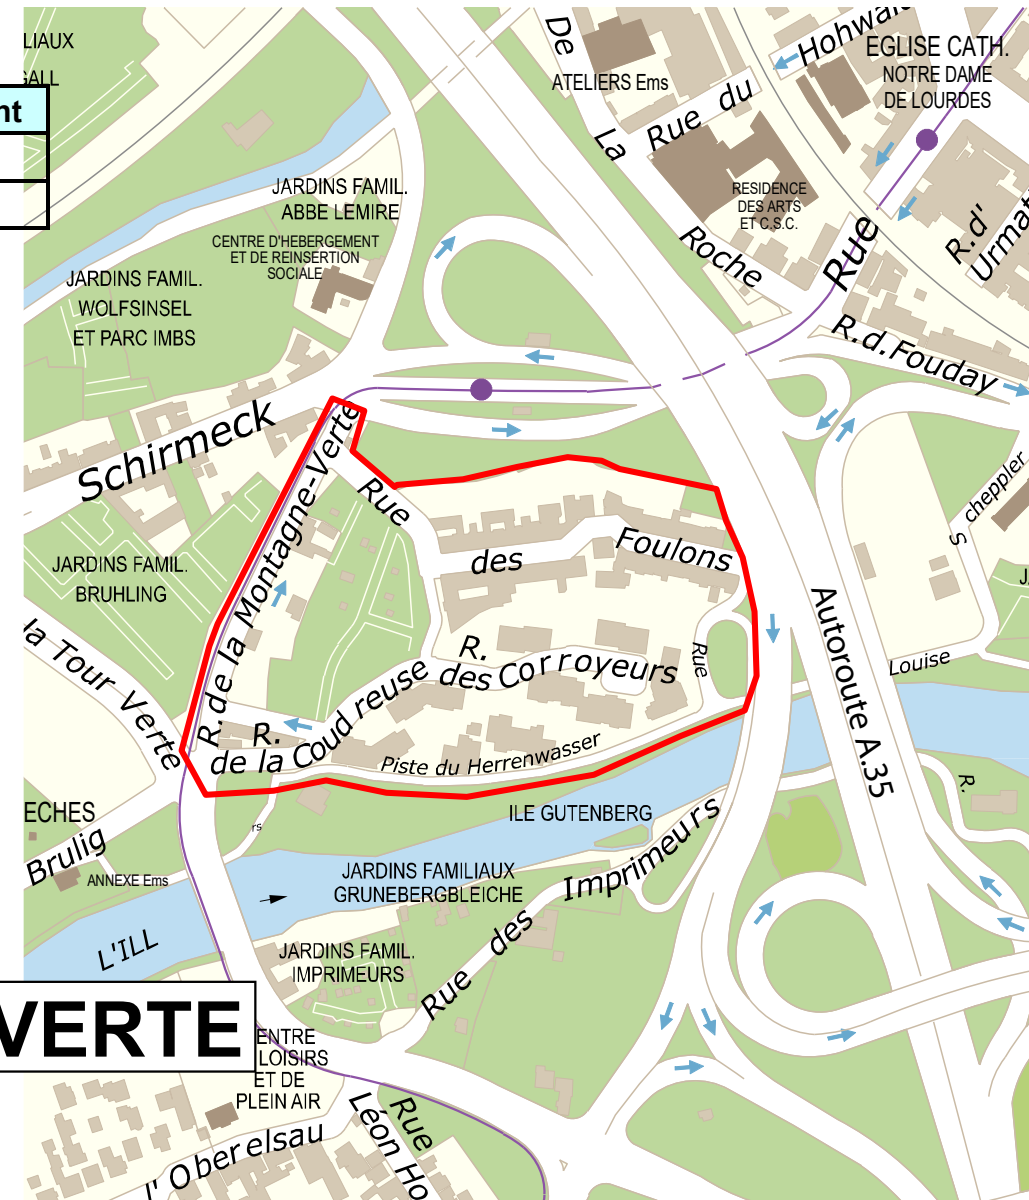 LIAUX
GALL
nt
De
La
Roche
ATELIERS Ems
Rue du
Hohwald
EGLISE CATH.
NOTRE DAME
DE LOURDES
RESIDENCE
DES ARTS
ET C.S.C.
R.d'
Urmat
Rue
R.d.Fouday
JARDINS FAMIL.
ABBE LEMIRE
CENTRE D'HEBERGEMENT
ET DE REINSERTION
SOCIALE
JARDINS FAMIL.
WOLFSINSEL
ET PARC IMBS
Schirmeck
R. de la Montagne-Verte
Rue
des
Foulons
cheppler
S
JARDINS FAMIL.
BRUHLING
la Tour Verte
R.
des Corroyeurs
Rue
R.
de la Coudreuse
Piste du Herrenwasser
Louise
Autoroute A.35
J
ECHES
Brulig
ANNEXE Ems
rs
ILE GUTENBERG
R.
JARDINS FAMILIAUX
GRUNEBERGBLEICHE
Rue des Imprimeurs
L'ILL
JARDINS FAMIL.
IMPRIMEURS
VERTE
ENTRE
LOISIRS
ET DE
PLEIN AIR
Rue
Léon Ho
l'Oberelsau